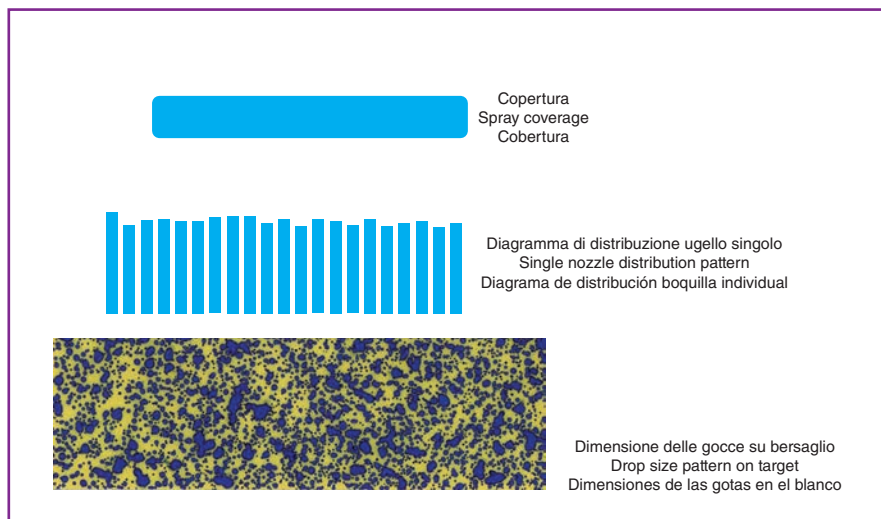 Copertura
Spray coverage
Cobertura
Diagramma di distribuzione ugello singolo
Single nozzle distribution pattern
Diagrama de distribución boquilla individual
Dimensione delle gocce su bersaglio
Drop size pattern on target
Dimensiones de las gotas en el blanco